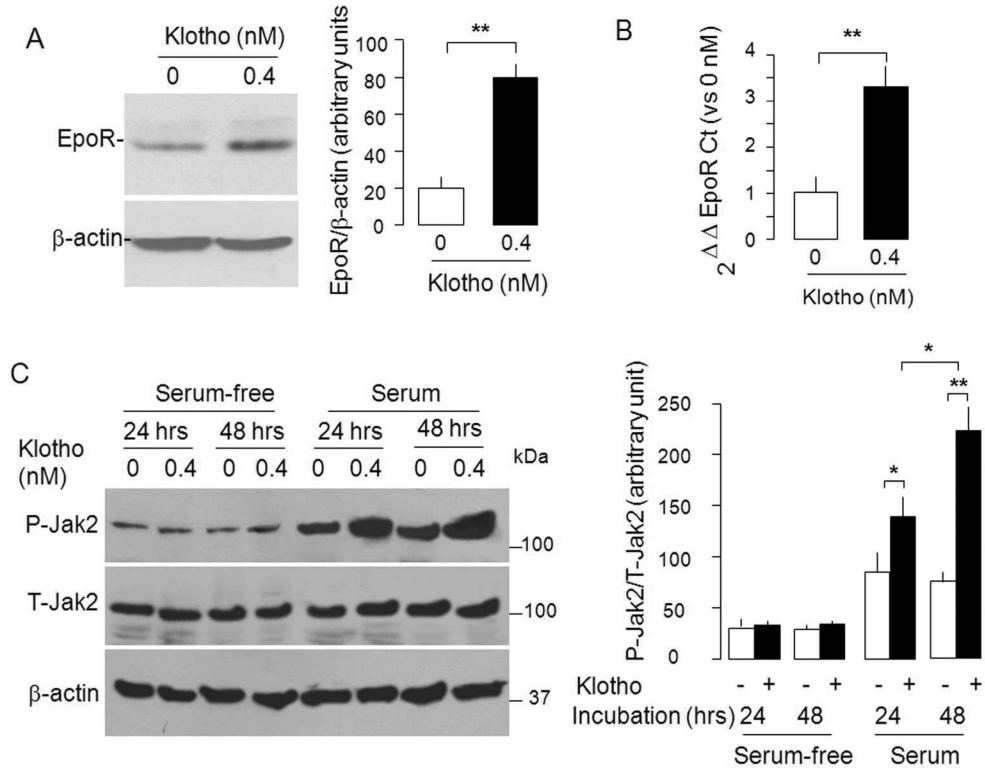 A
Klotho (nM)
0 0.4
EpoR-
β-actin-
EpoR/β-actin (arbitrary units
100
80
60
40
20
0
**
0 0.4
Klotho (nM)
B
2 Δ Δ EpoR Ct (vs 0 nM)
4
3
2
1
0
**
0 0.4
Klotho (nM)
C
Serum-free Serum
24 hrs 48 hrs 24 hrs 48 hrs
Klotho
(nM)
0 0.4 0 0.4 0 0.4 0 0.4
kDa
P-Jak2
100
T-Jak2
100
β-actin
37
P-Jak2/T-Jak2 (arbitrary unit)
250
200
150
100
50
0
*
**
*
Klotho - + - + - + - +
Incubation (hrs) 24 48 24 48
Serum-free Serum